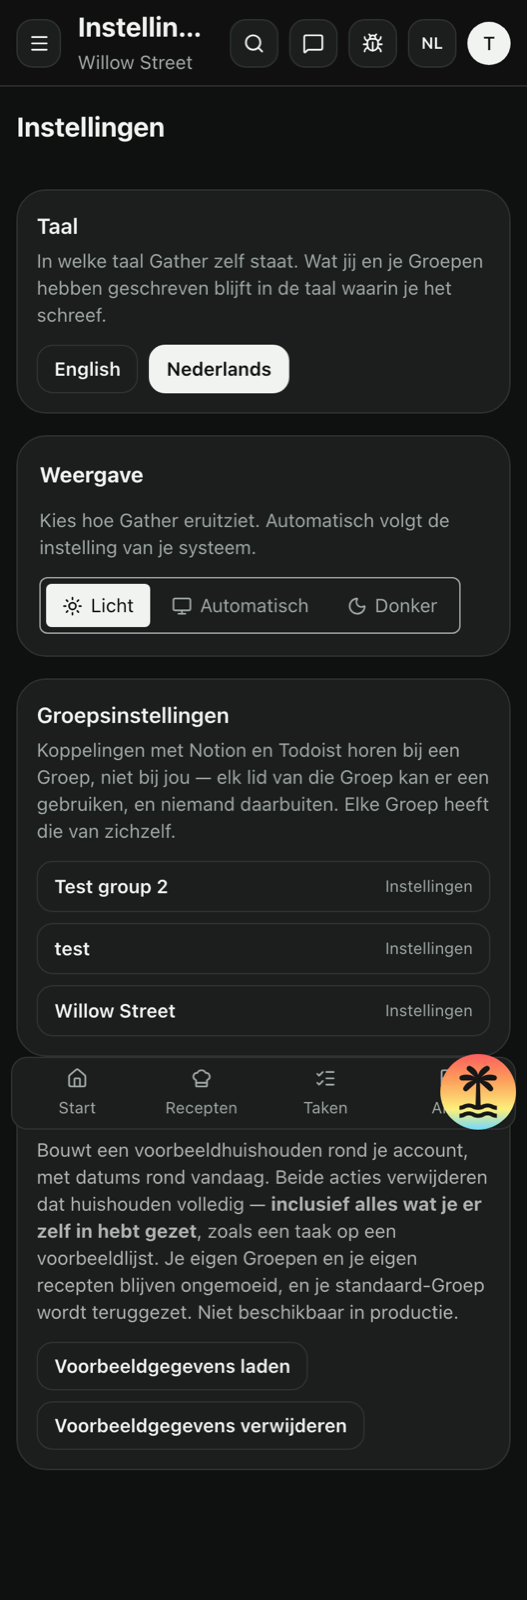 Instellin...
Willow Street
NL
T
Instellingen
Taal
In welke taal Gather zelf staat. Wat jij en je Groepen
hebben geschreven blijft in de taal waarin je het
schreef.
English
Nederlands
Weergave
Kies hoe Gather eruitziet. Automatisch volgt de
instelling van je systeem.
Licht
Automatisch
Donker
Groepsinstellingen
Koppelingen met Notion en Todoist horen bij een
Groep, niet bij jou — elk lid van die Groep kan er een
gebruiken, en niemand daarbuiten. Elke Groep heeft
die van zichzelf.
Test group 2
Instellingen
test
Instellingen
Willow Street
Instellingen
Start
Recepten
Taken
Bouwt een voorbeeldhuishouden rond je account,
met datums rond vandaag. Beide acties verwijderen
dat huishouden volledig — inclusief alles wat je er
zelf in hebt gezet, zoals een taak op een
voorbeeldlijst. Je eigen Groepen en je eigen
recepten blijven ongemoeid, en je standaard-Groep
wordt teruggezet. Niet beschikbaar in productie.
Voorbeeldgegevens laden
Voorbeeldgegevens verwijderen